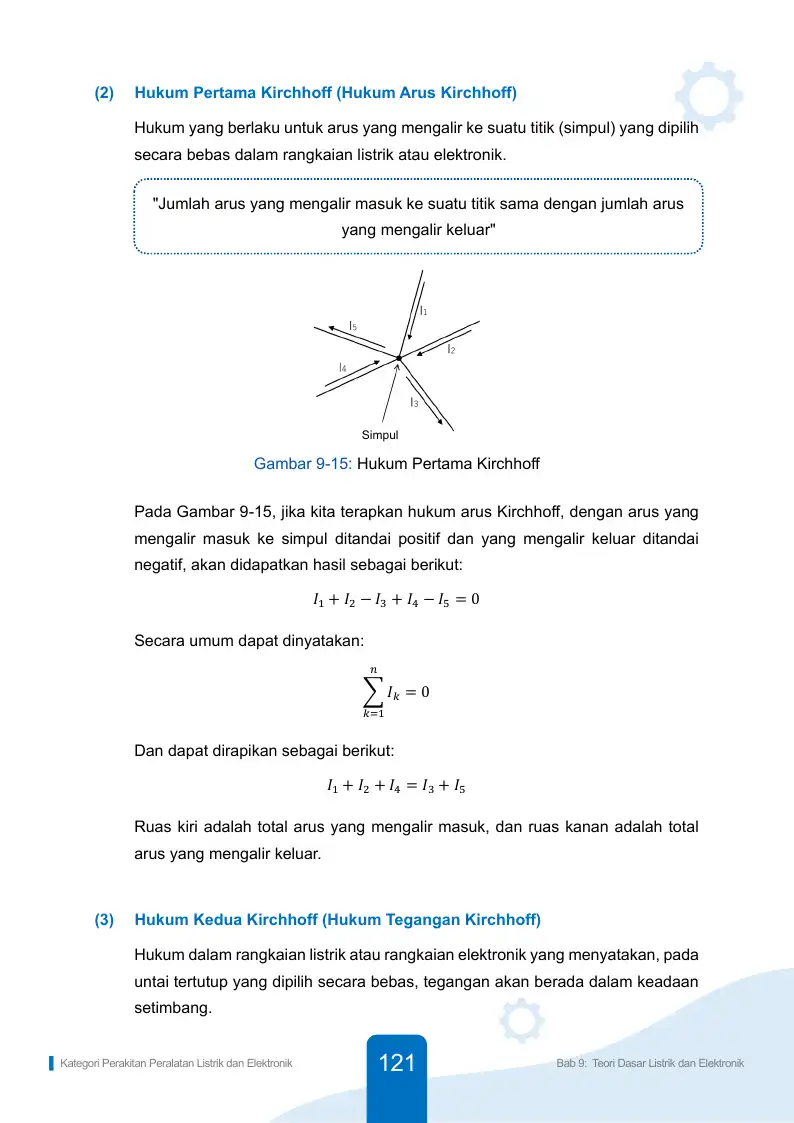 (2) Hukum Pertama Kirchhoff (Hukum Arus Kirchhoff)
Hukum yang berlaku untuk arus yang mengalir ke suatu titik (simpul) yang dipilih
secara bebas dalam rangkaian listrik atau elektronik.
"Jumlah arus yang mengalir masuk ke suatu titik sama dengan jumlah arus
yang mengalir keluar"
I₁
I₅
I₂
I₄
I₃
Simpul
Gambar 9-15: Hukum Pertama Kirchhoff
Pada Gambar 9-15, jika kita terapkan hukum arus Kirchhoff, dengan arus yang
mengalir masuk ke simpul ditandai positif dan yang mengalir keluar ditandai
negatif, akan didapatkan hasil sebagai berikut:
I₁ + I₂ − I₃ + I₄ − I₅ = 0
Secara umum dapat dinyatakan:
n
∑ Iₖ = 0
k=1
Dan dapat dirapikan sebagai berikut:
I₁ + I₂ + I₄ = I₃ + I₅
Ruas kiri adalah total arus yang mengalir masuk, dan ruas kanan adalah total
arus yang mengalir keluar.
(3) Hukum Kedua Kirchhoff (Hukum Tegangan Kirchhoff)
Hukum dalam rangkaian listrik atau rangkaian elektronik yang menyatakan, pada
untai tertutup yang dipilih secara bebas, tegangan akan berada dalam keadaan
setimbang.
Kategori Perakitan Peralatan Listrik dan Elektronik
121
Bab 9: Teori Dasar Listrik dan Elektronik